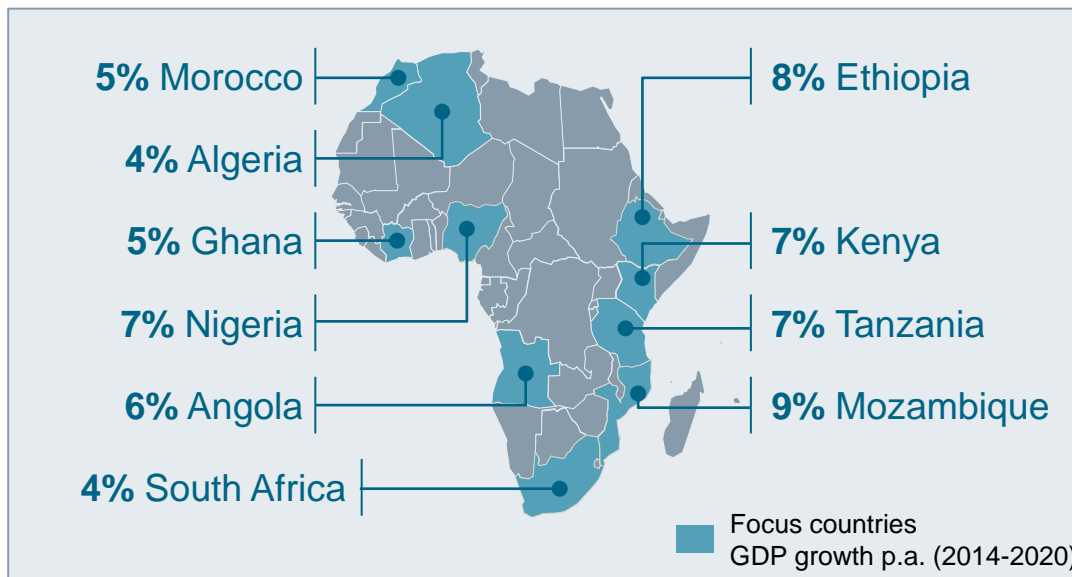 5% Morocco
4% Algeria
5% Ghana
7% Nigeria
6% Angola
4% South Africa
8% Ethiopia
7% Kenya
7% Tanzania
9% Mozambique
Focus countries
GDP growth p.a. (2014-2020)